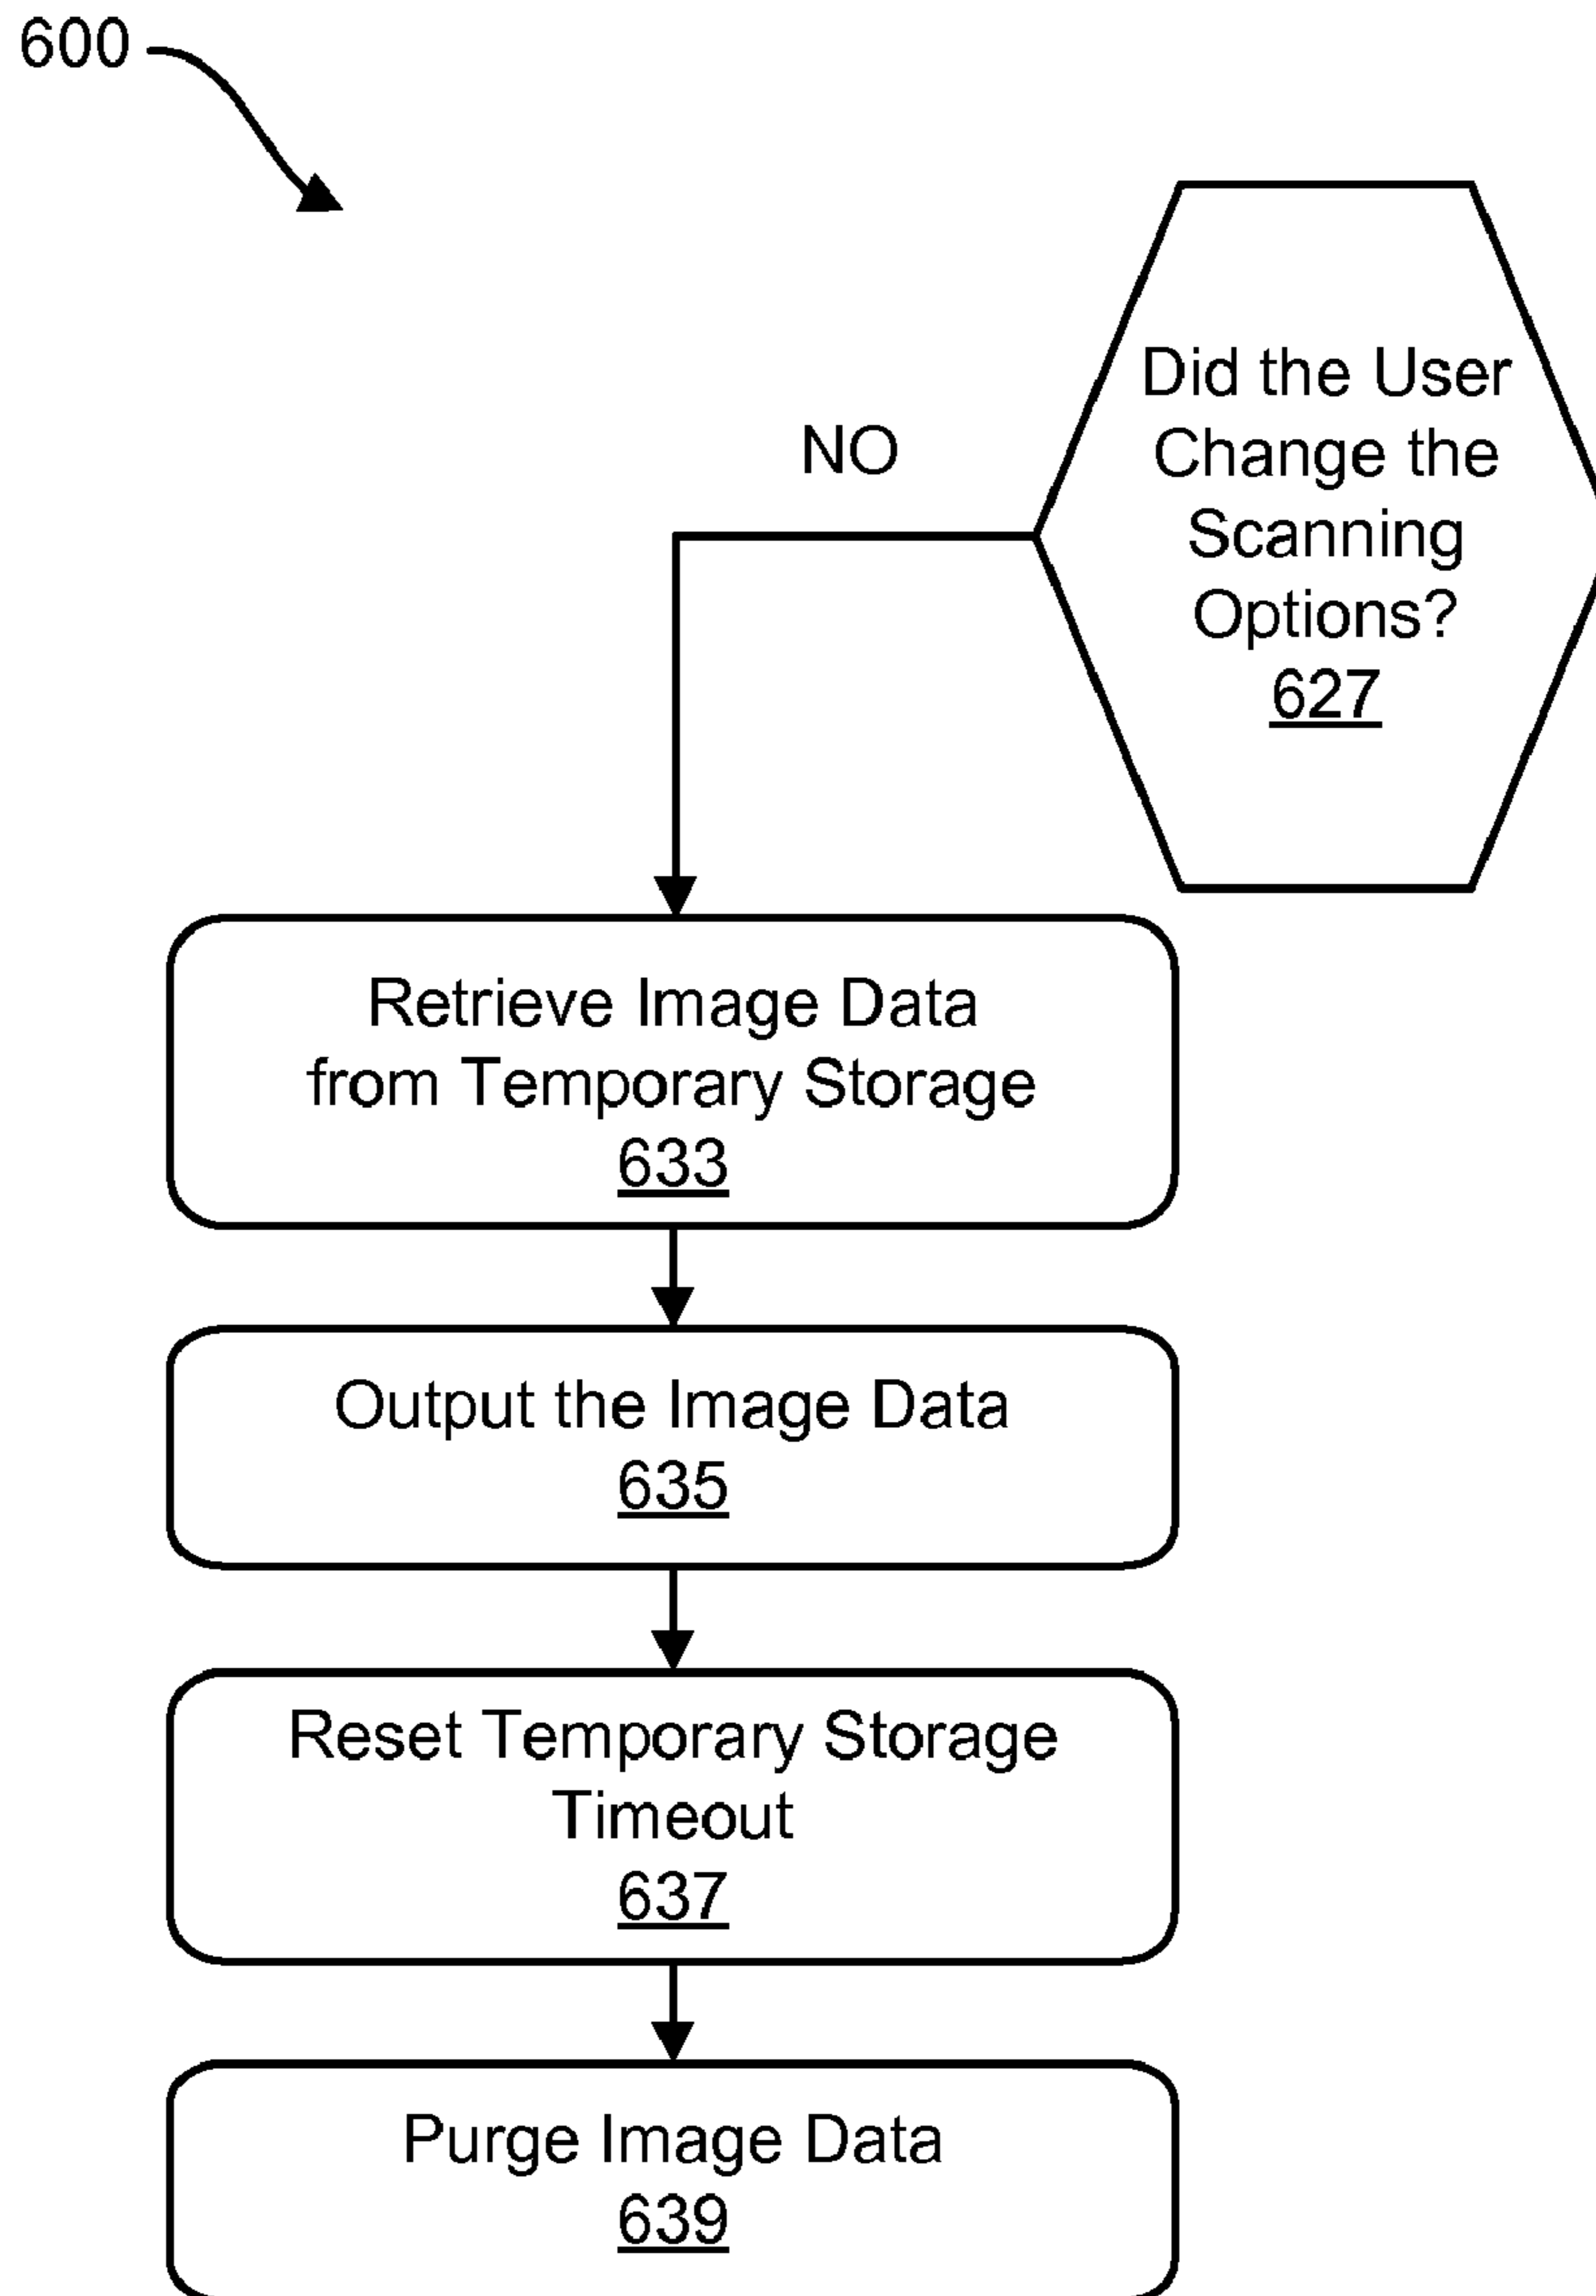 600
Did the User
Change the
Scanning
Options?
627
NO
Retrieve Image Data
from Temporary Storage
633
Output the Image Data
635
Reset Temporary Storage
Timeout
637
Purge Image Data
639